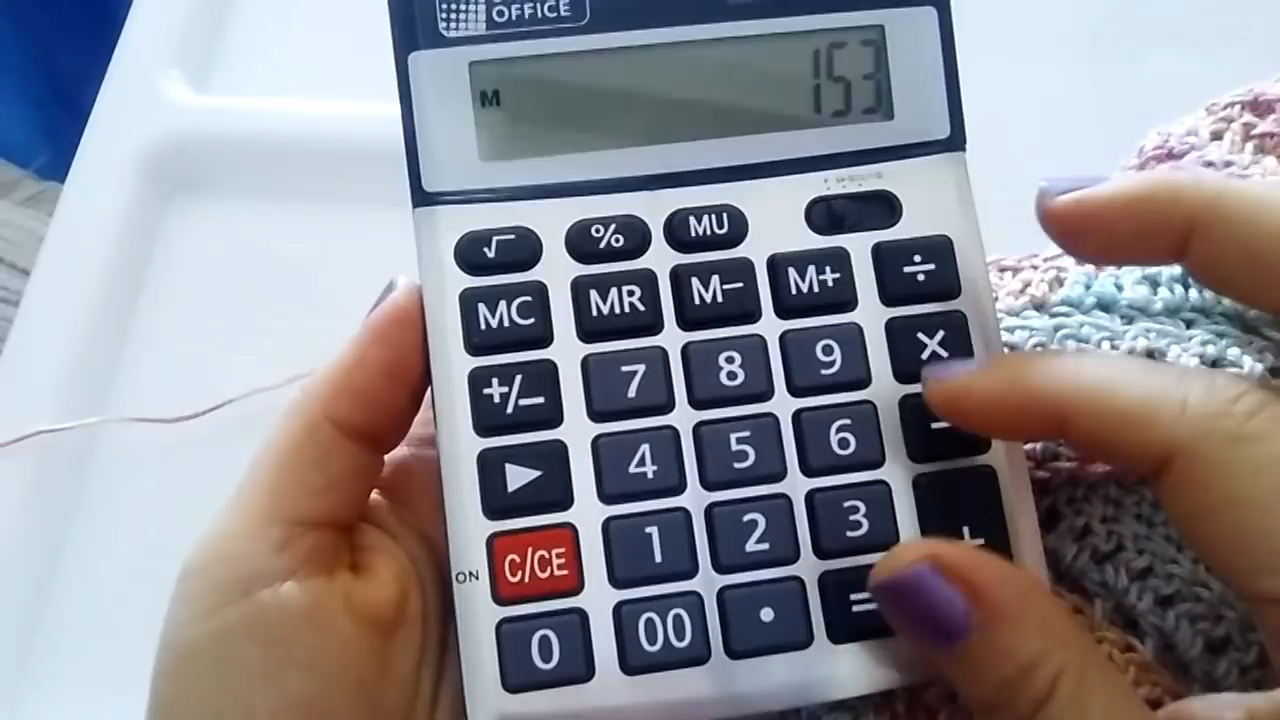 OFFICE
M 153
√ % MU
MC MR M− M+ ÷
+/− 7 8 9 ×
▶ 4 5 6 −
ON C/CE 1 2 3 +
0 00 . =